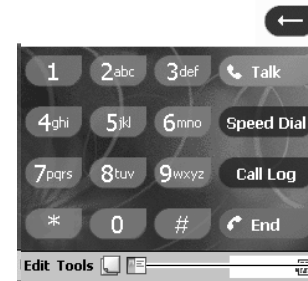 1 2abc 3def Talk
4ghi 5jkl 6mno Speed Dial
7pqrs 8tuv 9wxyz Call Log
* 0 # End
Edit Tools